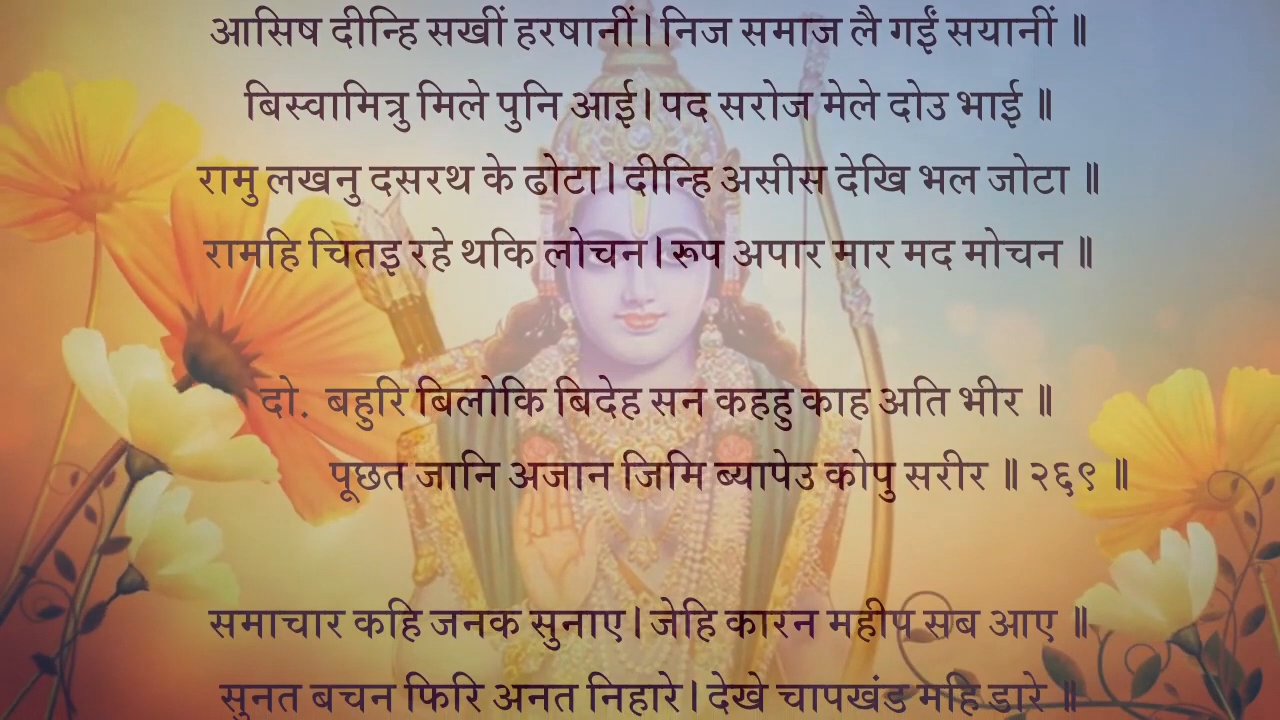 आसिष दीन्हि सखीं हरषानीं। निज समाज लै गईं सयानीं ॥
बिस्वामित्रु मिले पुनि आई। पद सरोज मेले दोउ भाई ॥
रामु लखनु दसरथ के ढोटा। दीन्हि असीस देखि भल जोटा ॥
रामहि चितइ रहे थकि लोचन। रूप अपार मार मद मोचन ॥
दो. बहुरि बिलोकि बिदेह सन कहहु काह अति भीर ॥
पूछत जानि अजान जिमि ब्यापेउ कोपु सरीर ॥ २६९ ॥
समाचार कहि जनक सुनाए। जेहि कारन महीप सब आए ॥
सुनत बचन फिरि अनत निहारे। देखे चापखंड महि डारे ॥